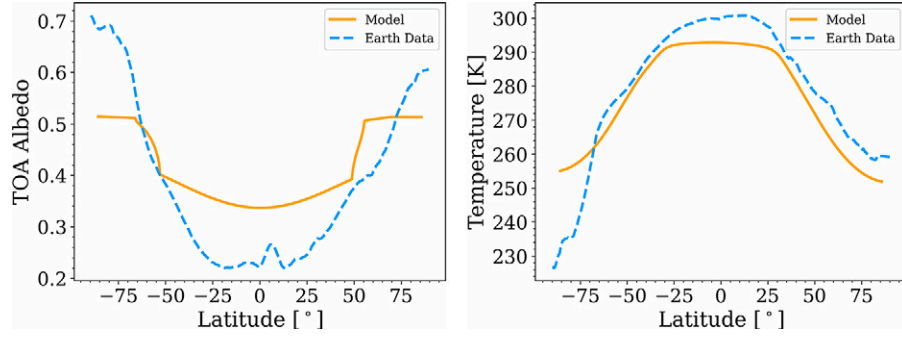 Model
Earth Data
0.7
0.6
0.5
0.4
0.3
0.2
TOA Albedo
−75 −50 −25 0 25 50 75
Latitude [°]
Model
Earth Data
300
290
280
270
260
250
240
230
Temperature [K]
−75 −50 −25 0 25 50 75
Latitude [°]